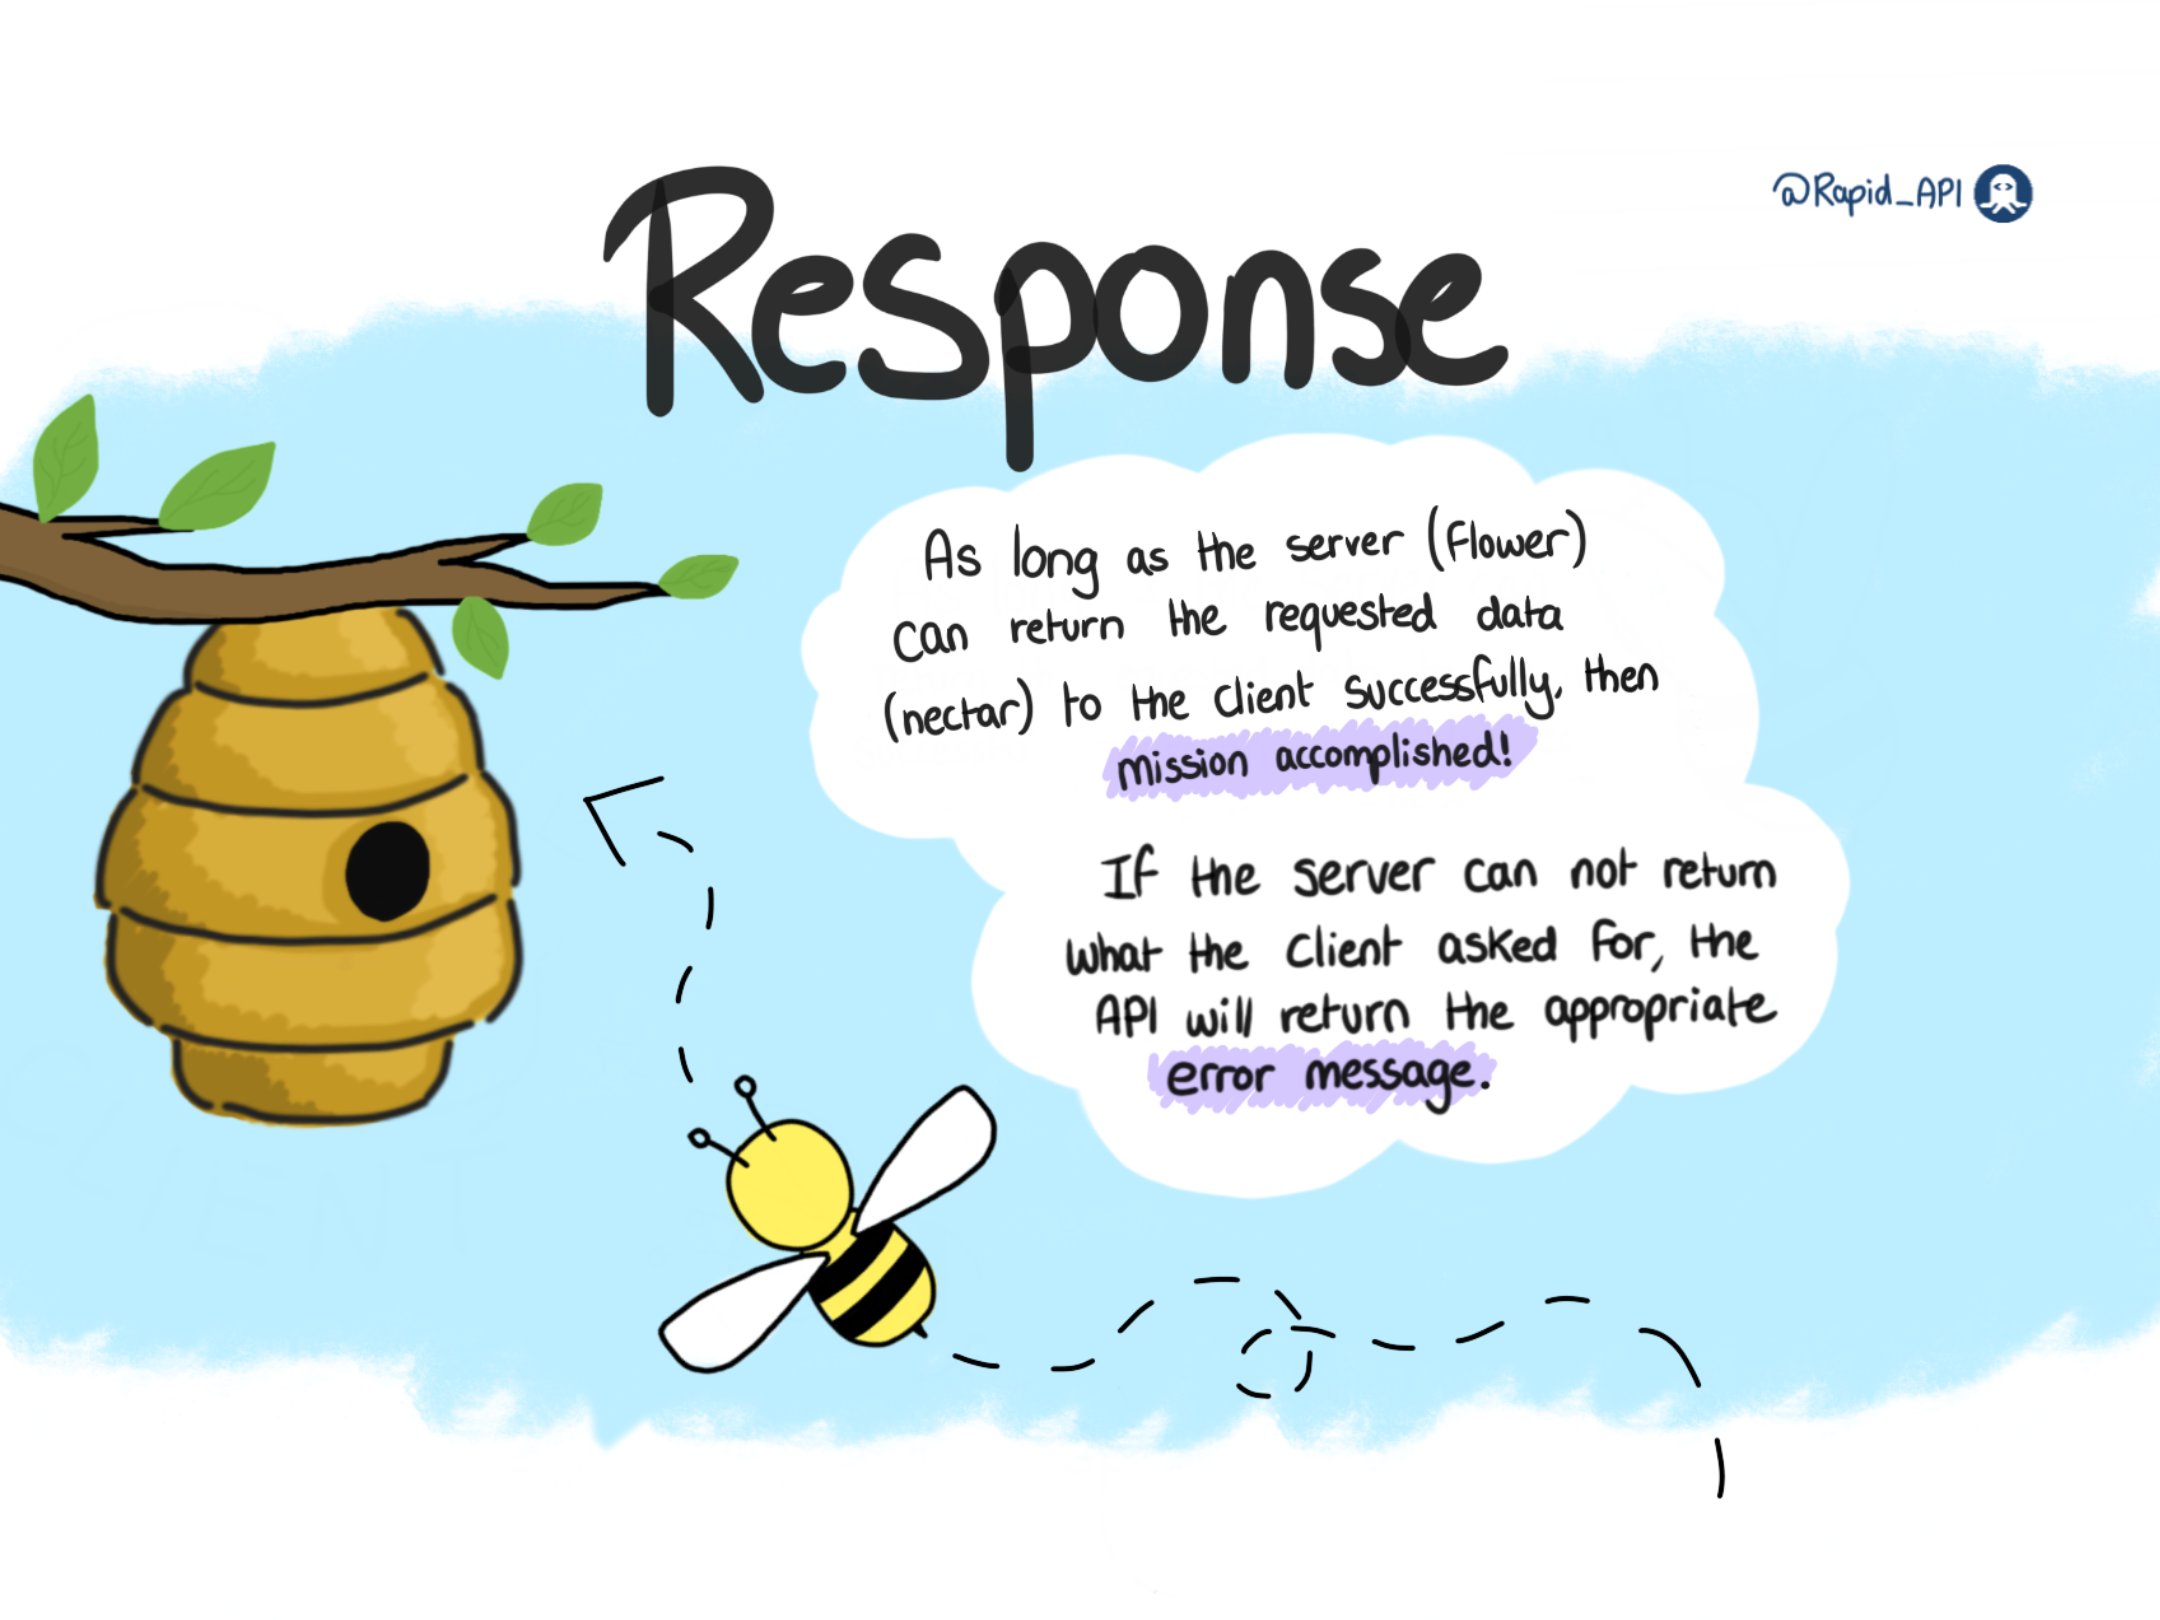 Response
@Rapid_API
As long as the server (flower)
can return the requested data
(nectar) to the client successfully, then
mission accomplished!
If the server can not return
what the client asked for, the
API will return the appropriate
error message.